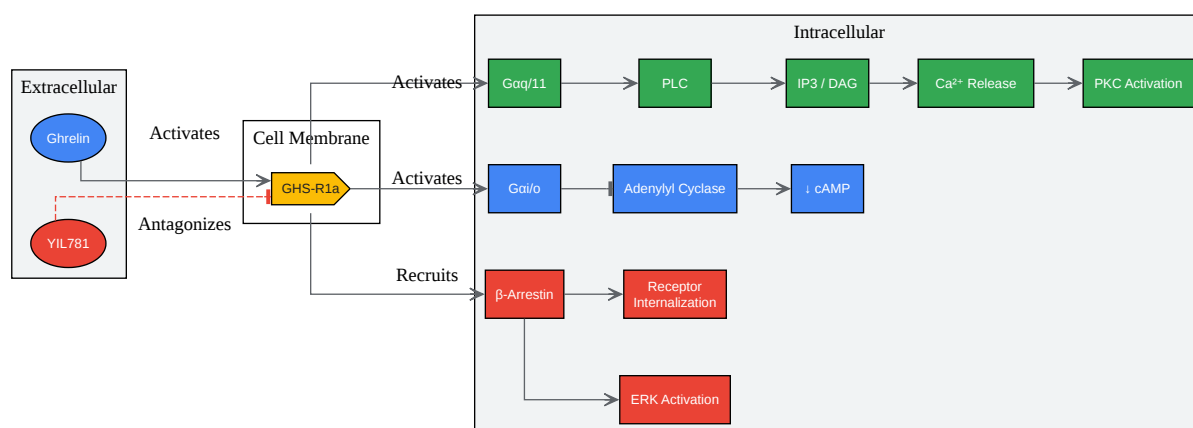 Intracellular
Extracellular
Ghrelin
YIL781
Activates
Antagonizes
Cell Membrane
GHS-R1a
Activates
Gαq/11
PLC
IP3 / DAG
Ca²⁺ Release
PKC Activation
Activates
Gαi/o
Adenylyl Cyclase
↓ cAMP
Recruits
β-Arrestin
Receptor
Internalization
ERK Activation